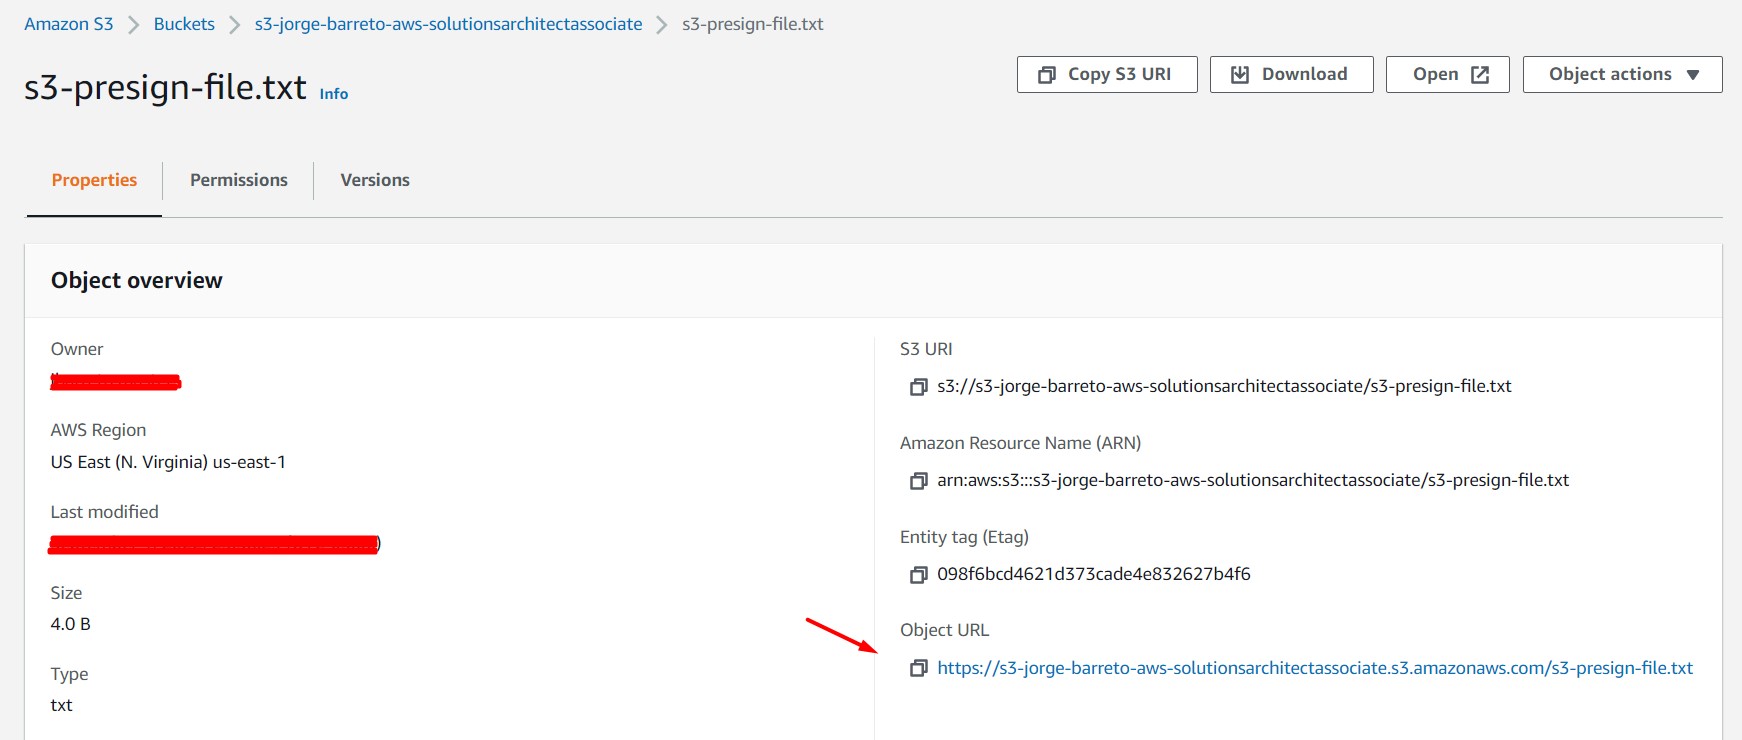 Amazon S3 > Buckets > s3-jorge-barreto-aws-solutionsarchitectassociate > s3-presign-file.txt
s3-presign-file.txt Info
Copy S3 URI Download Open Object actions
Properties Permissions Versions
Object overview
Owner
AWS Region
US East (N. Virginia) us-east-1
Last modified
Size
4.0 B
Type
txt
S3 URI
s3://s3-jorge-barreto-aws-solutionsarchitectassociate/s3-presign-file.txt
Amazon Resource Name (ARN)
arn:aws:s3:::s3-jorge-barreto-aws-solutionsarchitectassociate/s3-presign-file.txt
Entity tag (Etag)
098f6bcd4621d373cade4e832627b4f6
Object URL
https://s3-jorge-barreto-aws-solutionsarchitectassociate.s3.amazonaws.com/s3-presign-file.txt